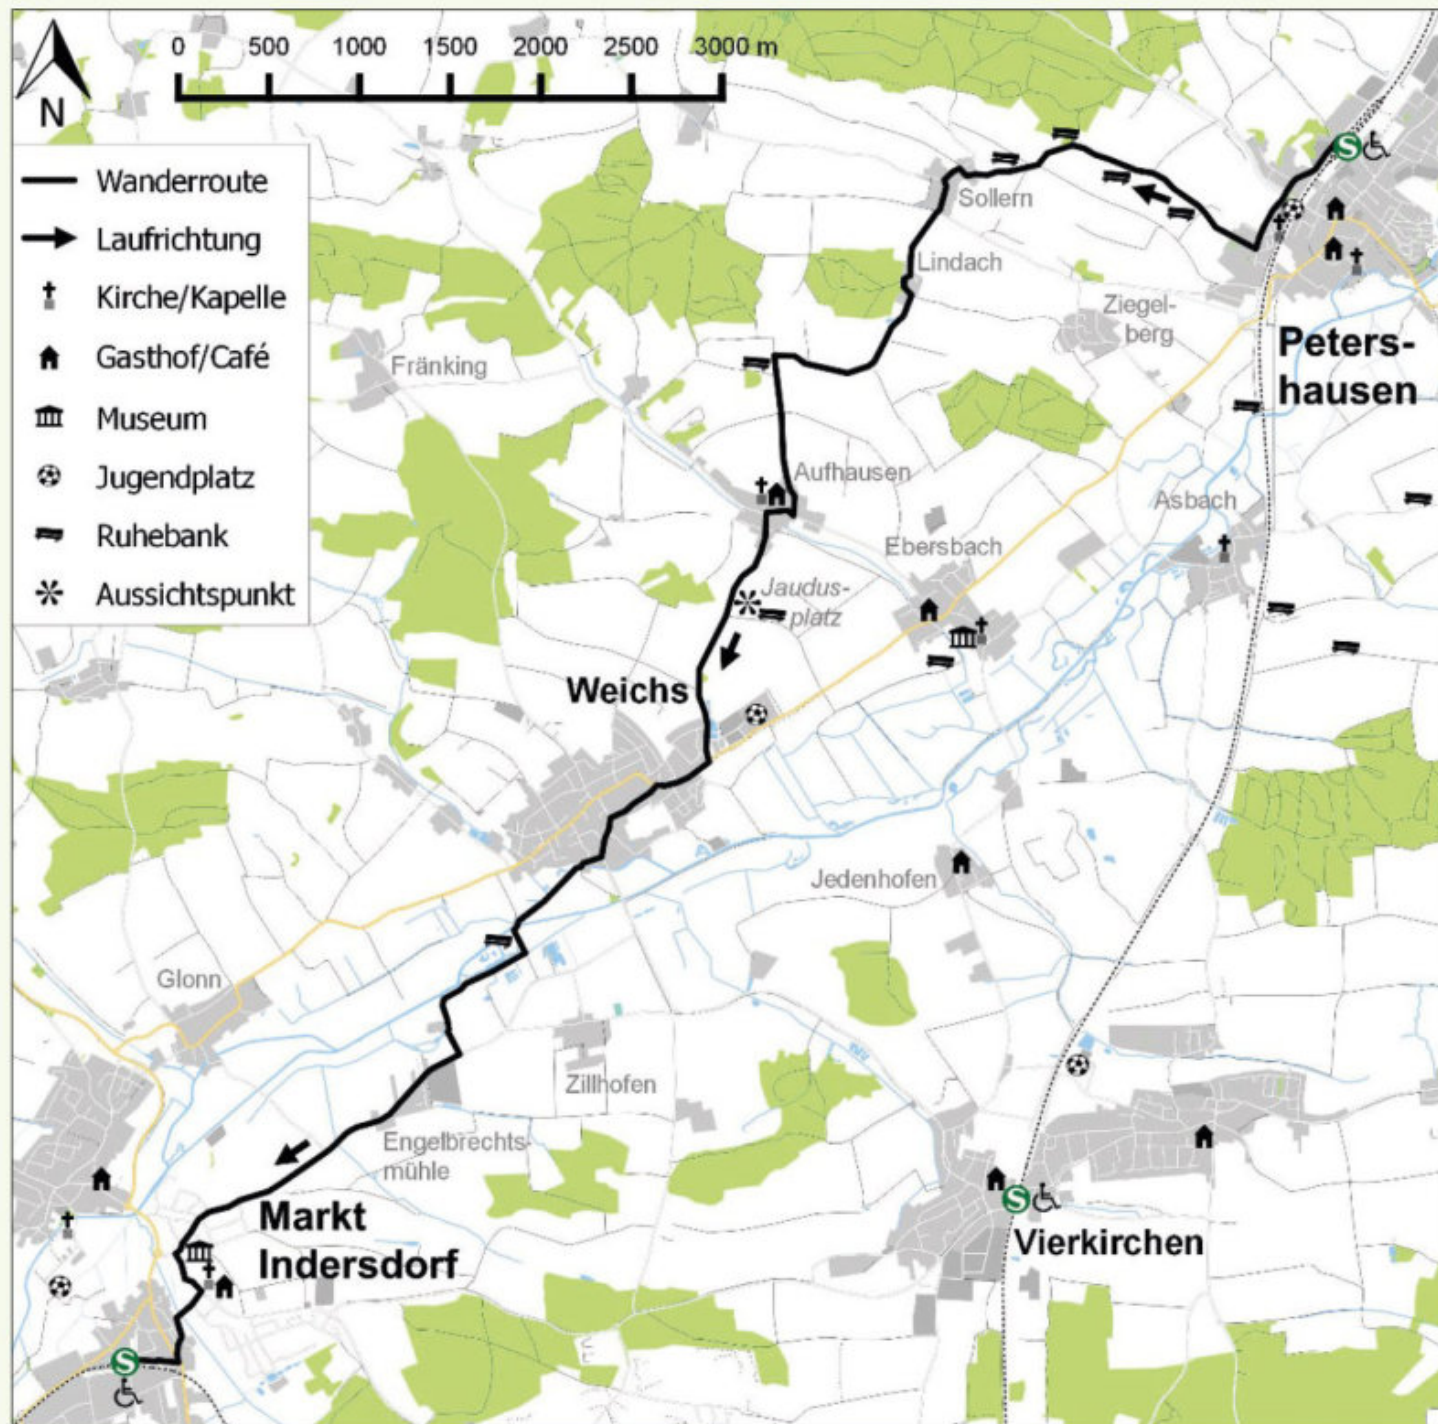 0 500 1000 1500 2000 2500 3000 m
N
Wanderroute
Laufrichtung
Kirche/Kapelle
Gasthof/Café
Museum
Jugendplatz
Ruhebank
Aussichtspunkt
S
Sollern
Lindach
Ziegel-
berg
Peters-
hausen
Fränking
Aufhausen
Asbach
Ebersbach
Jaudus-
platz
Weichs
Jedenhofen
Glonn
Zillhofen
Engelbrechts-
mühle
S
Markt
Indersdorf
Vierkirchen
S